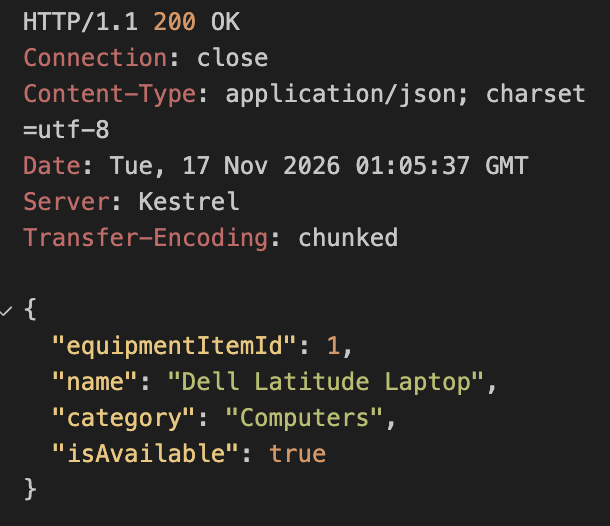 HTTP/1.1 200 OK
Connection: close
Content-Type: application/json; charset
=utf-8
Date: Tue, 17 Nov 2026 01:05:37 GMT
Server: Kestrel
Transfer-Encoding: chunked

{
  "equipmentItemId": 1,
  "name": "Dell Latitude Laptop",
  "category": "Computers",
  "isAvailable": true
}